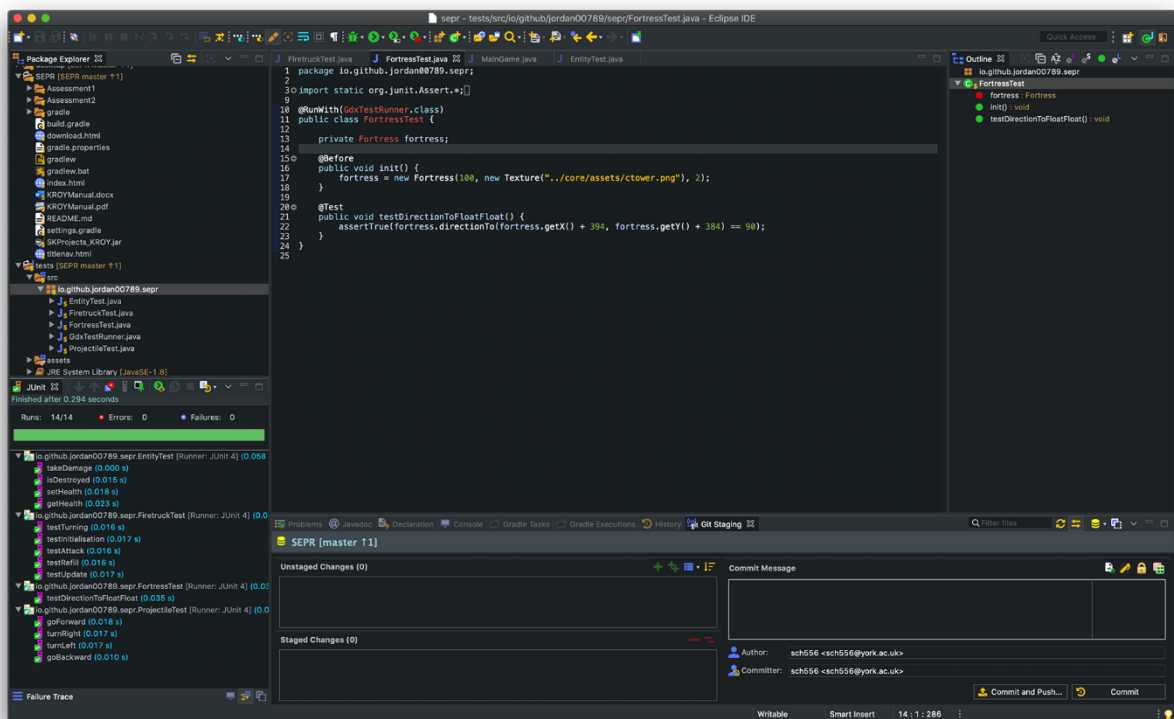 sepr - tests/src/io/github/jordan00789/sepr/FortressTest.java - Eclipse IDE
Quick Access
Package Explorer
SEPR [SEPR master ↑1]
Assessment1
Assessment2
gradle
build.gradle
download.html
gradle.properties
gradlew
gradlew.bat
index.html
KROYManual.docx
KROYManual.pdf
README.md
settings.gradle
SKProjects_KROY.jar
titlenav.html
tests [SEPR master ↑1]
src
io.github.jordan00789.sepr
EntityTest.java
FiretruckTest.java
FortressTest.java
GdxTestRunner.java
ProjectileTest.java
assets
JRE System Library [JavaSE-1.8]
JUnit
Finished after 0.294 seconds
Runs: 14/14 Errors: 0 Failures: 0
io.github.jordan00789.sepr.EntityTest [Runner: JUnit 4] (0.058
takeDamage (0.000 s)
isDestroyed (0.015 s)
setHealth (0.018 s)
getHealth (0.023 s)
io.github.jordan00789.sepr.FiretruckTest [Runner: JUnit 4] (0.0
testTurning (0.016 s)
testInitialisation (0.017 s)
testAttack (0.016 s)
testRefill (0.016 s)
testUpdate (0.017 s)
io.github.jordan00789.sepr.FortressTest [Runner: JUnit 4] (0.03
testDirectionToFloatFloat (0.036 s)
io.github.jordan00789.sepr.ProjectileTest [Runner: JUnit 4] (0.0
goForward (0.018 s)
turnRight (0.017 s)
turnLeft (0.017 s)
goBackward (0.010 s)
Failure Trace
FiretruckTest.java FortressTest.java MainGame.java EntityTest.java
1 package io.github.jordan00789.sepr;
2
3 import static org.junit.Assert.*;
9
10 @RunWith(GdxTestRunner.class)
11 public class FortressTest {
12
13 private Fortress fortress;
14
15 @Before
16 public void init() {
17 fortress = new Fortress(100, new Texture("../core/assets/ctower.png"), 2);
18 }
19
20 @Test
21 public void testDirectionToFloatFloat() {
22 assertTrue(fortress.directionTo(fortress.getX() + 394, fortress.getY() + 384) == 90);
23 }
24 }
25
Outline
io.github.jordan00789.sepr
FortressTest
fortress : Fortress
init() : void
testDirectionToFloatFloat() : void
Problems Javadoc Declaration Console Gradle Tasks Gradle Executions History Git Staging
Filter files
SEPR [master ↑1]
Unstaged Changes (0)
Staged Changes (0)
Commit Message
Author: sch556 <sch556@york.ac.uk>
Committer: sch556 <sch556@york.ac.uk>
Commit and Push... Commit
Writable Smart Insert 14 : 1 : 286